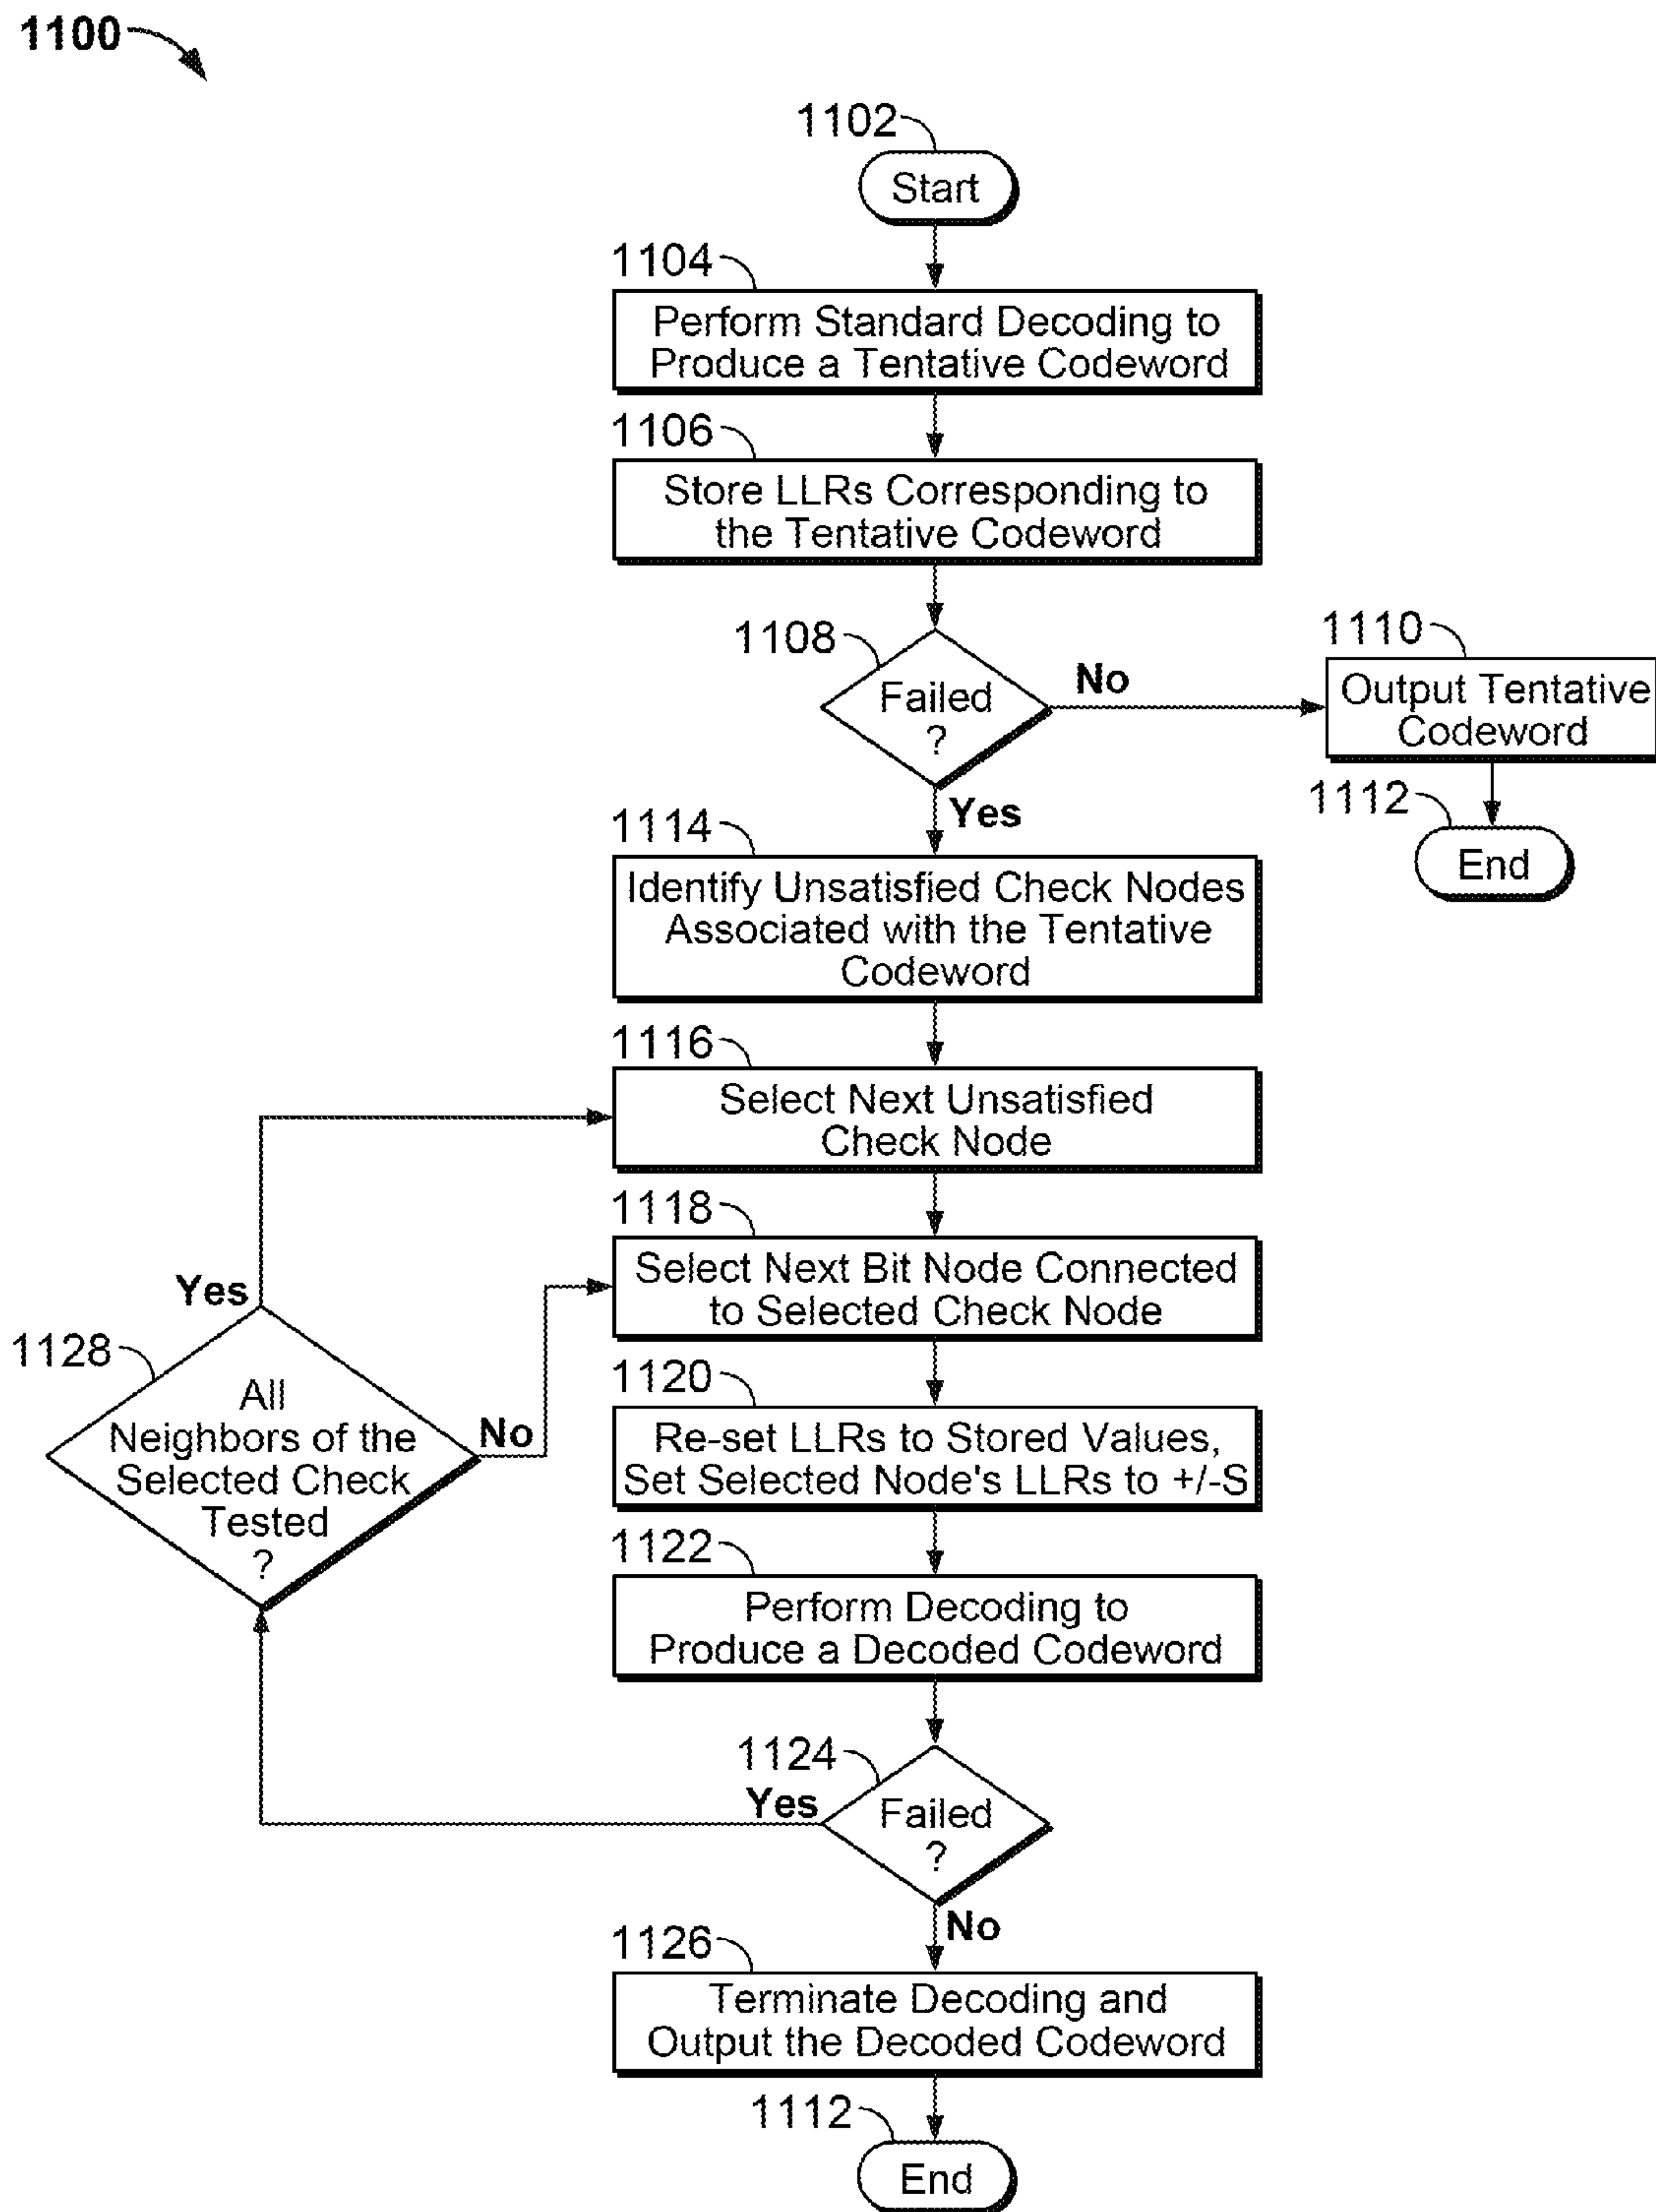 1100
1102
Start
1104
Perform Standard Decoding to
Produce a Tentative Codeword
1106
Store LLRs Corresponding to
the Tentative Codeword
1108
Failed
?
No
1110
Output Tentative
Codeword
1112
End
Yes
1114
Identify Unsatisfied Check Nodes
Associated with the Tentative
Codeword
1116
Select Next Unsatisfied
Check Node
1118
Select Next Bit Node Connected
to Selected Check Node
Yes
1128
All
Neighbors of the
Selected Check
Tested
?
No
1120
Re-set LLRs to Stored Values,
Set Selected Node's LLRs to +/-S
1122
Perform Decoding to
Produce a Decoded Codeword
1124
Yes
Failed
?
No
1126
Terminate Decoding and
Output the Decoded Codeword
1112
End